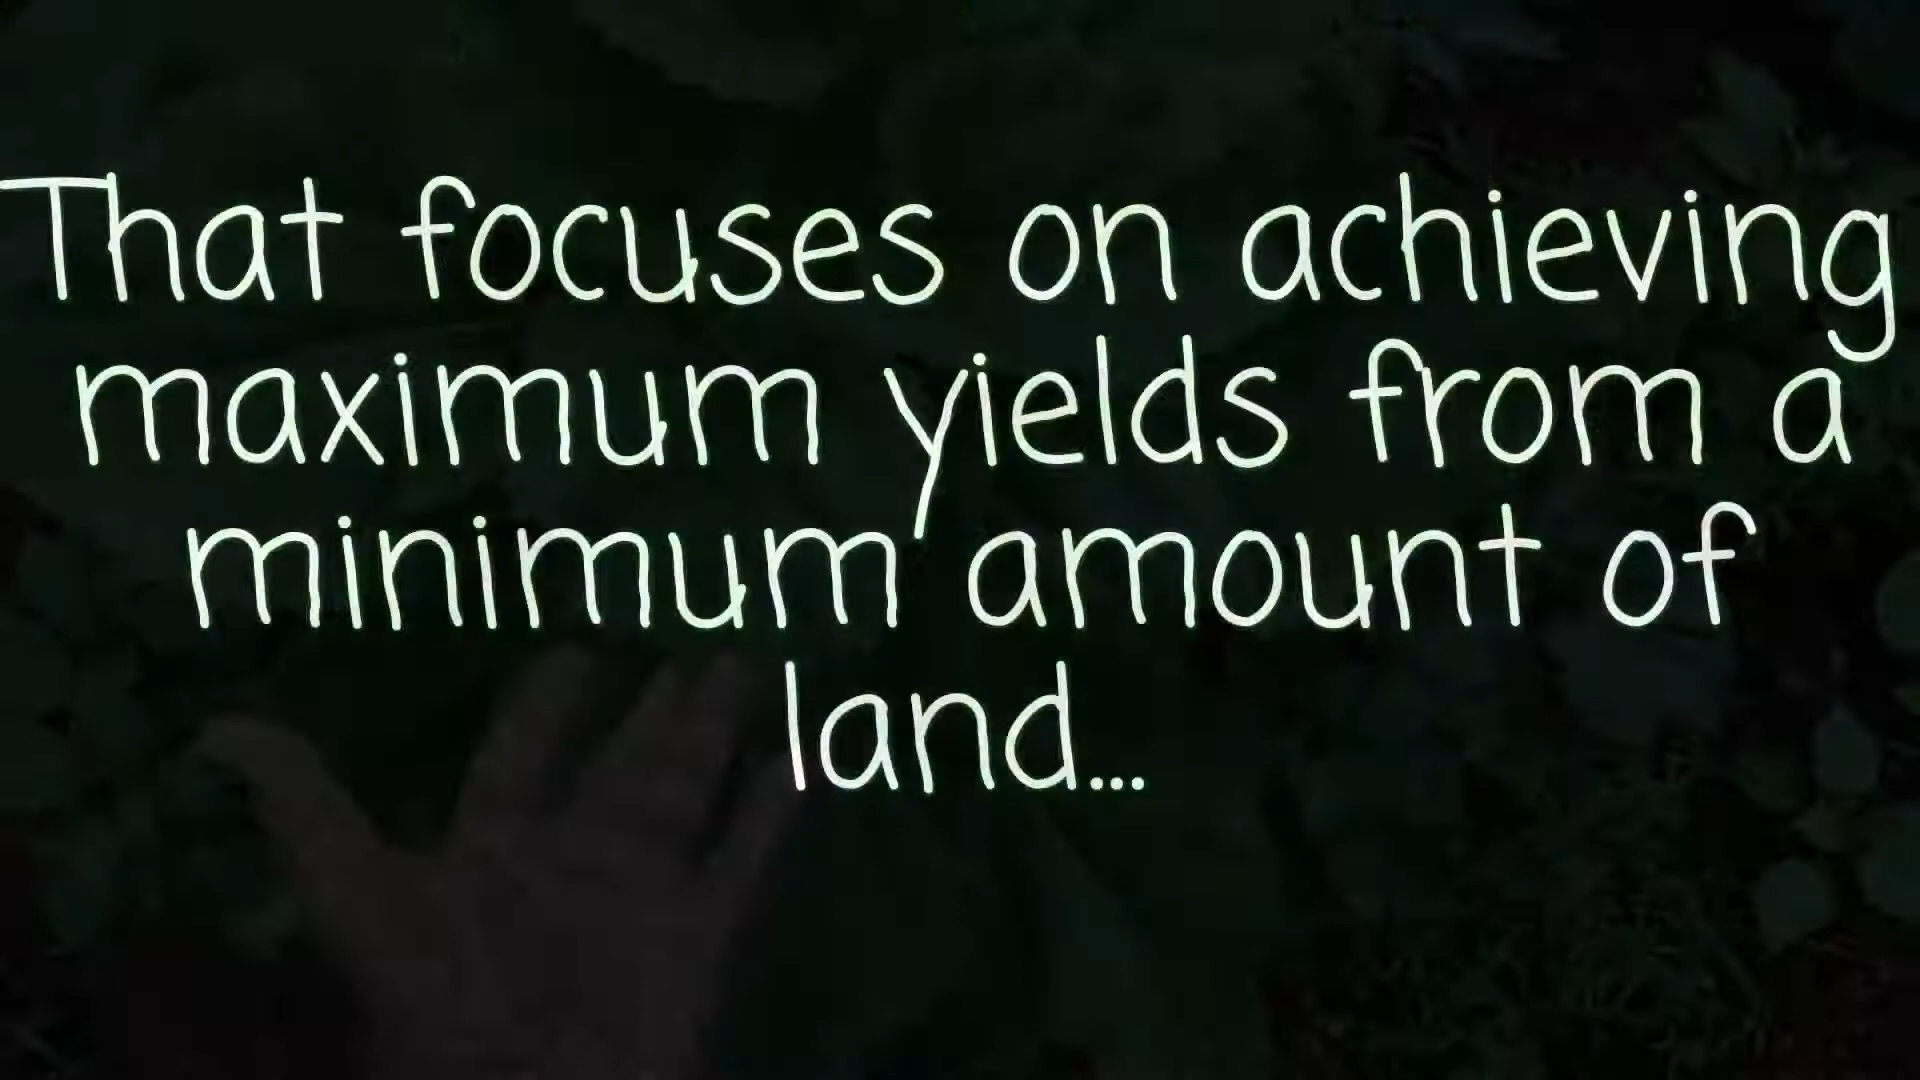 That focuses on achieving
maximum yields from a
minimum amount of
land...